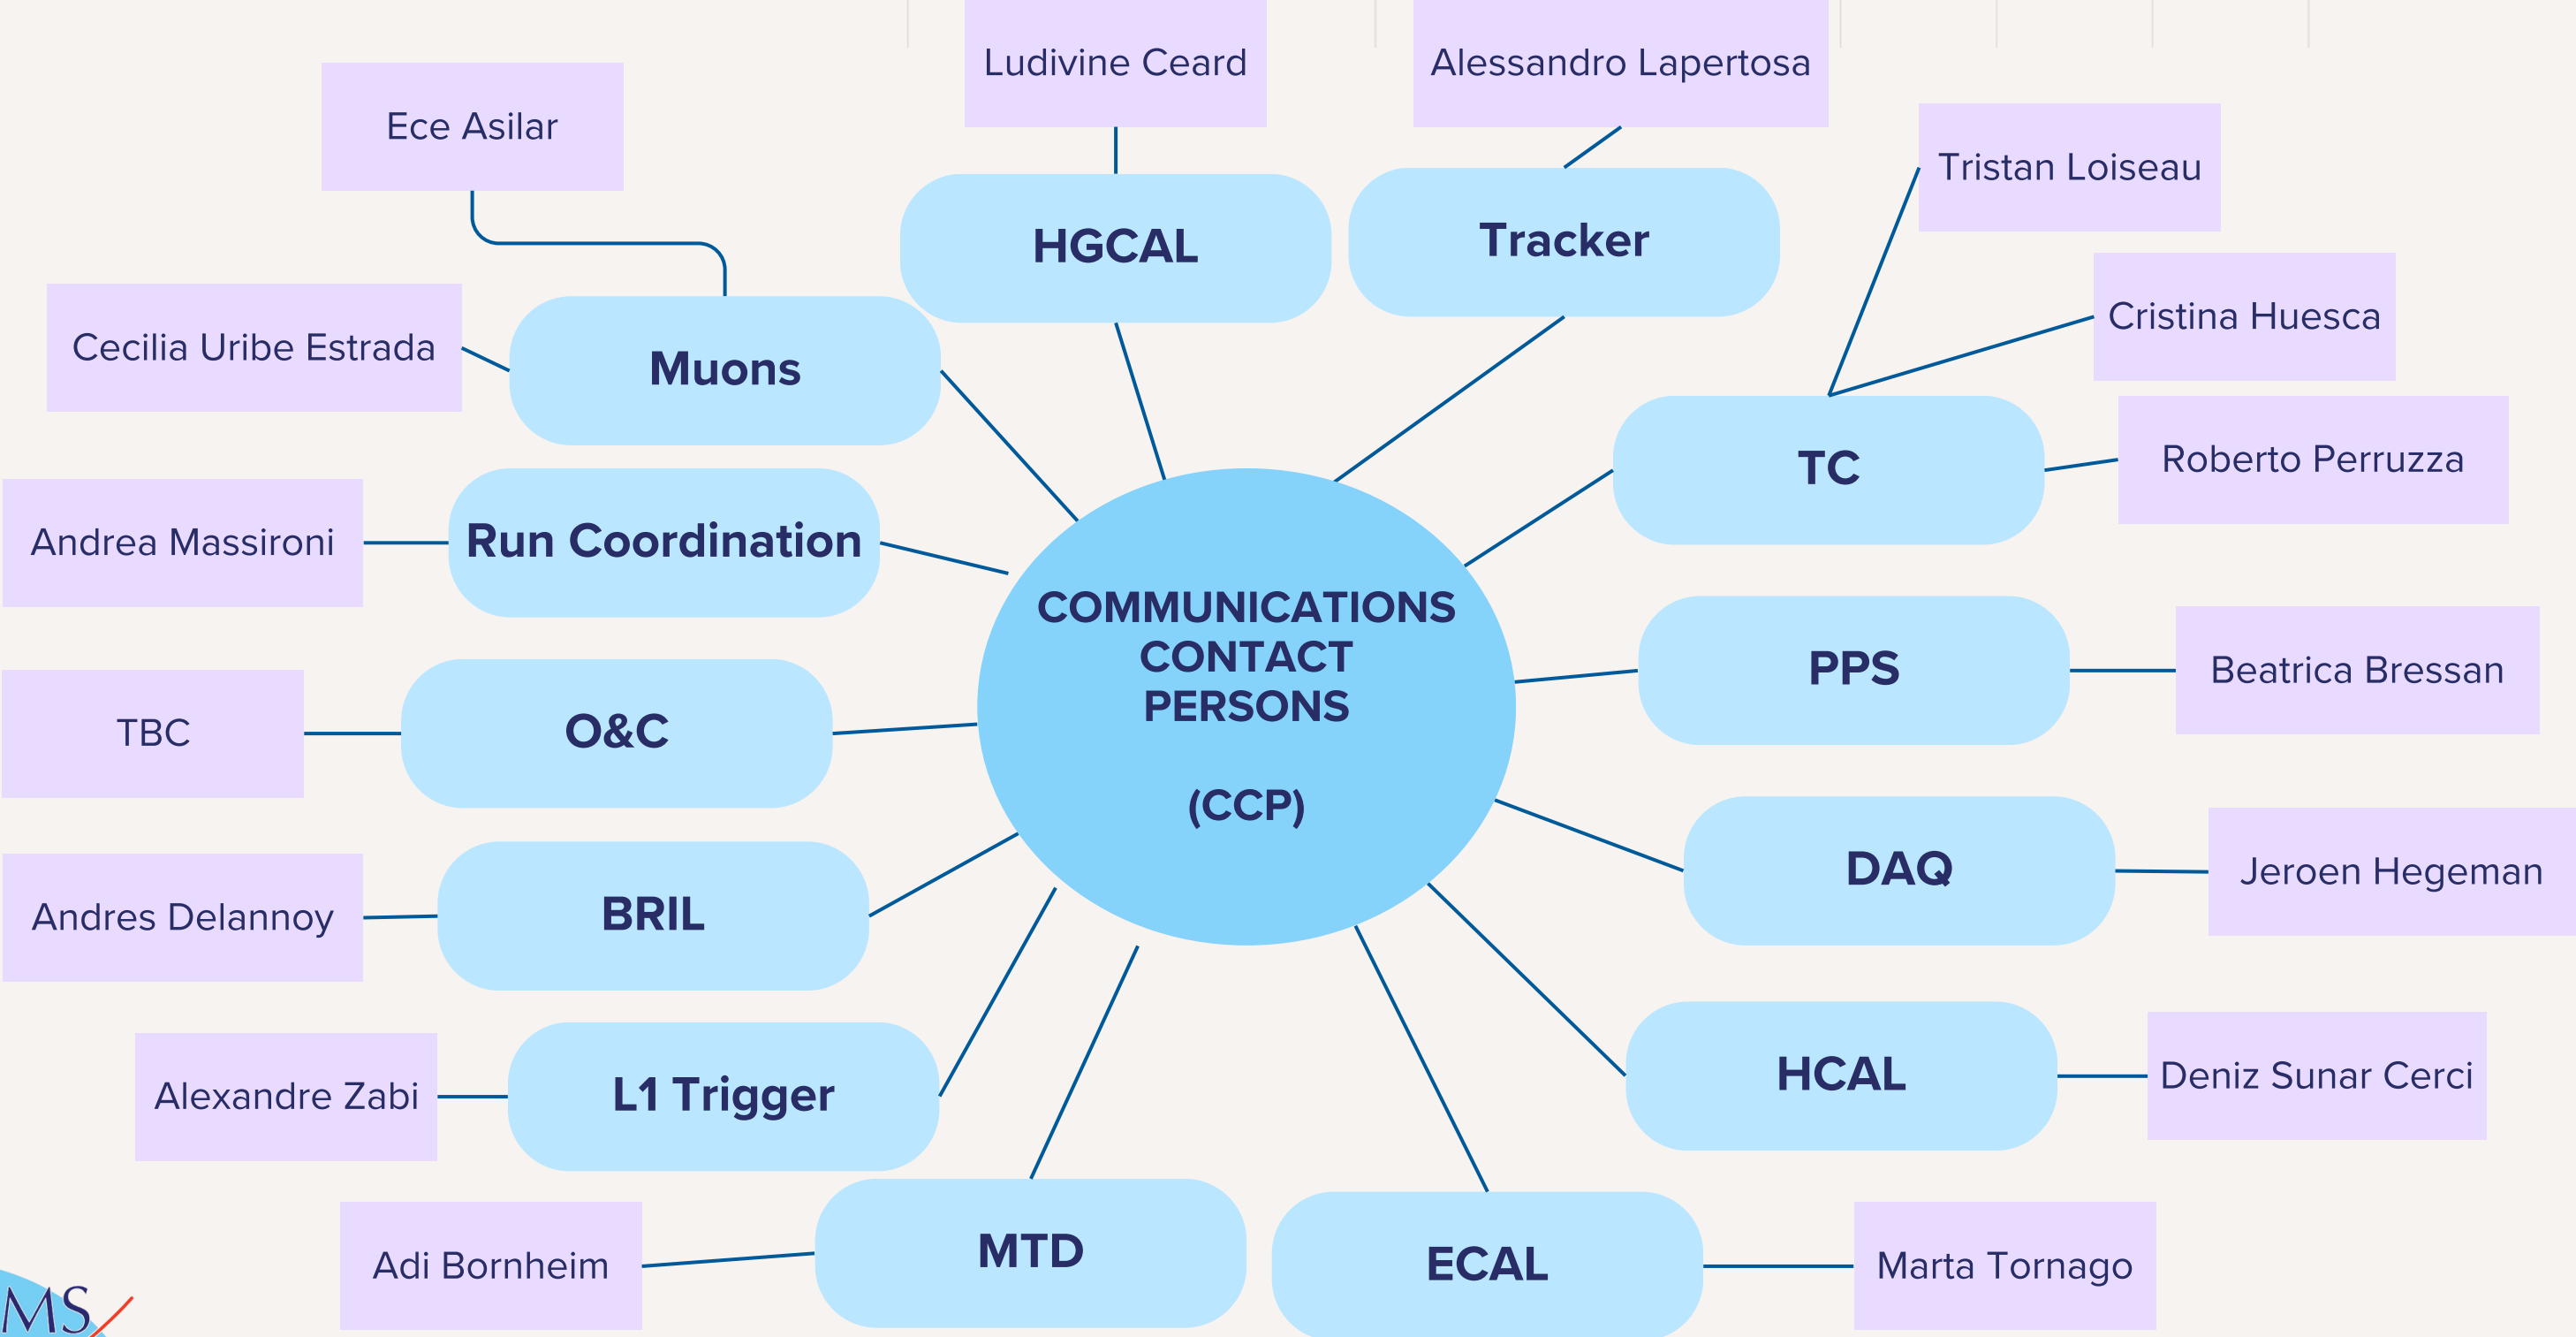 Ludivine Ceard
Alessandro Lapertosa
Ece Asilar
Tristan Loiseau
HGCAL
Tracker
Cristina Huesca
Cecilia Uribe Estrada
Muons
TC
Roberto Perruzza
Andrea Massironi
Run Coordination
COMMUNICATIONS
CONTACT
PERSONS
(CCP)
PPS
Beatrica Bressan
TBC
O&C
DAQ
Jeroen Hegeman
Andres Delannoy
BRIL
HCAL
Deniz Sunar Cerci
Alexandre Zabi
L1 Trigger
Adi Bornheim
MTD
ECAL
Marta Tornago
MS